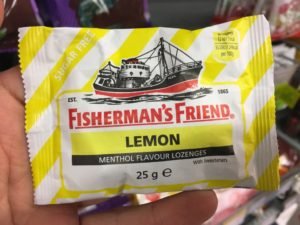 SUGAR FREE
EST. 1865
FISHERMAN'S FRIEND®
LEMON
MENTHOL FLAVOUR LOZENGES
With Sweeteners
25 g e